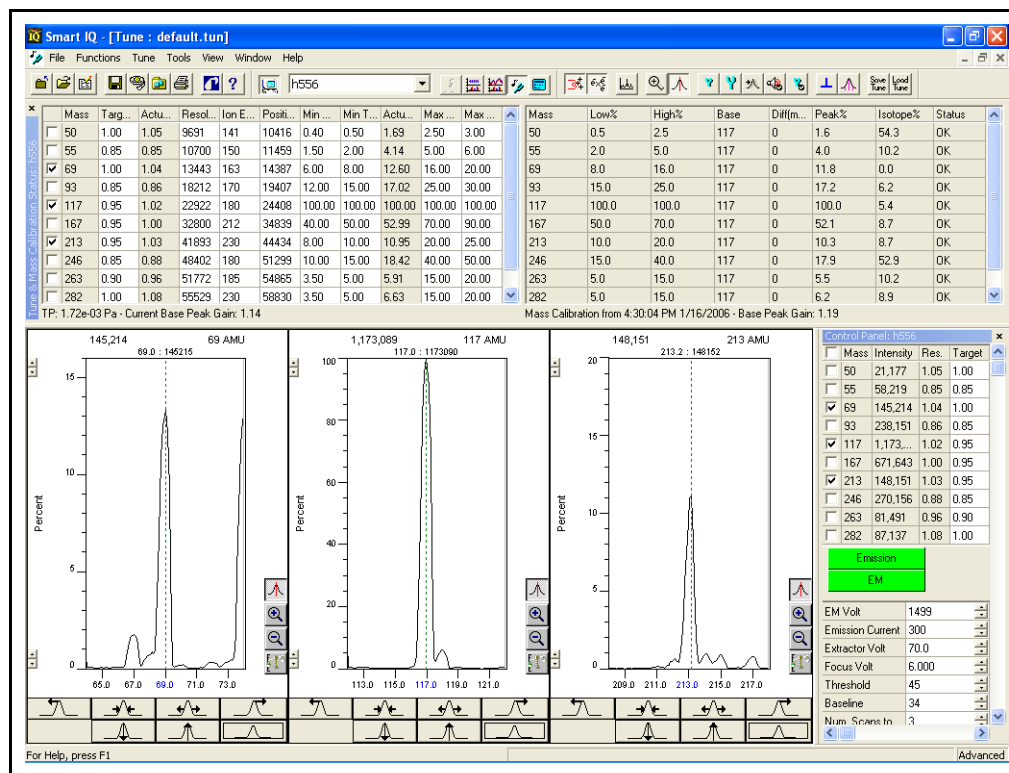 Smart IQ - [Tune : default.tun]
File Functions Tune Tools View Window Help
h556 Save Tune Load Tune
Tune & Mass Calibration Status: h556
Mass Targ... Actu... Resol... Ion E... Positi... Min ... Min T... Actu... Max ... Max ...
50 1.00 1.05 9691 141 10416 0.40 0.50 1.69 2.50 3.00
55 0.85 0.85 10700 150 11459 1.50 2.00 4.14 5.00 6.00
69 1.00 1.04 13443 163 14387 6.00 8.00 12.60 16.00 20.00
93 0.85 0.86 18212 170 19407 12.00 15.00 17.02 25.00 30.00
117 0.95 1.02 22922 180 24408 100.00 100.00 100.00 100.00 100.00
167 0.95 1.00 32800 212 34839 40.00 50.00 52.99 70.00 90.00
213 0.95 1.03 41893 230 44434 8.00 10.00 10.95 20.00 25.00
246 0.85 0.88 48402 180 51299 10.00 15.00 18.42 40.00 50.00
263 0.90 0.96 51772 185 54865 3.50 5.00 5.91 15.00 20.00
282 1.00 1.08 55529 230 58830 3.50 5.00 6.63 15.00 20.00
TP: 1.72e-03 Pa - Current Base Peak Gain: 1.14
Mass Low% High% Base Diff(m... Peak% Isotope% Status
50 0.5 2.5 117 0 1.6 54.3 OK
55 2.0 5.0 117 0 4.0 10.2 OK
69 8.0 16.0 117 0 11.8 0.0 OK
93 15.0 25.0 117 0 17.2 6.2 OK
117 100.0 100.0 117 0 100.0 5.4 OK
167 50.0 70.0 117 0 52.1 8.7 OK
213 10.0 20.0 117 0 10.3 8.7 OK
246 15.0 40.0 117 0 17.9 52.9 OK
263 5.0 15.0 117 0 5.5 10.2 OK
282 5.0 15.0 117 0 6.2 8.9 OK
Mass Calibration from 4:30:04 PM 1/16/2006 - Base Peak Gain: 1.19
145,214 69 AMU
69.0 : 145215
15
10
5
0
Percent
65.0 67.0 69.0 71.0 73.0
1,173,089 117 AMU
117.0 : 1173090
100
80
60
40
20
0
Percent
113.0 115.0 117.0 119.0 121.0
148,151 213 AMU
213.2 : 148152
20
15
10
5
0
Percent
209.0 211.0 213.0 215.0 217.0
Control Panel: h556
Mass Intensity Res. Target
50 21,177 1.05 1.00
55 58,219 0.85 0.85
69 145,214 1.04 1.00
93 238,151 0.86 0.85
117 1,173,... 1.02 0.95
167 671,643 1.00 0.95
213 148,151 1.03 0.95
246 270,156 0.88 0.85
263 81,491 0.96 0.90
282 87,137 1.08 1.00
Emission
EM
EM Volt 1499
Emission Current 300
Extractor Volt 70.0
Focus Volt 6.000
Threshold 45
Baseline 34
Num. Scans to 3
For Help, press F1
Advanced